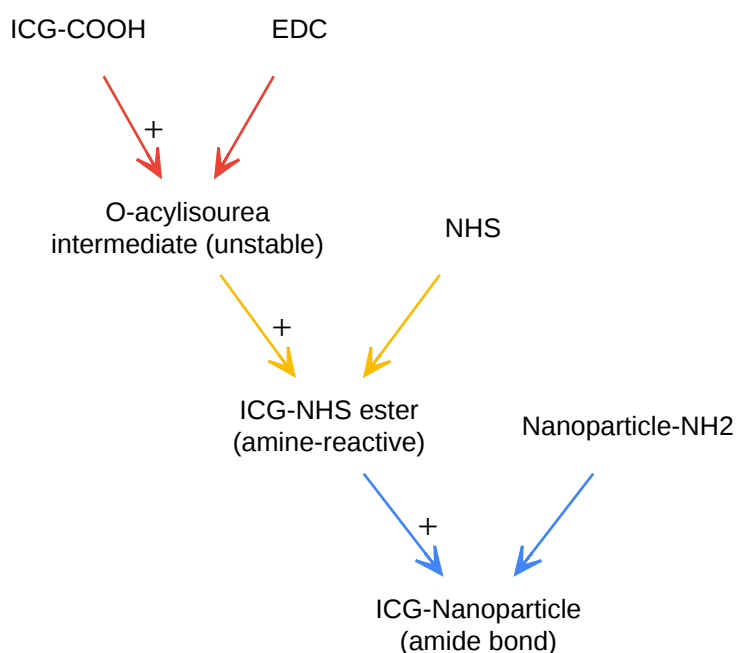 ICG-COOH
EDC
+
O-acylisourea
intermediate (unstable)
NHS
+
ICG-NHS ester
(amine-reactive)
Nanoparticle-NH2
+
ICG-Nanoparticle
(amide bond)